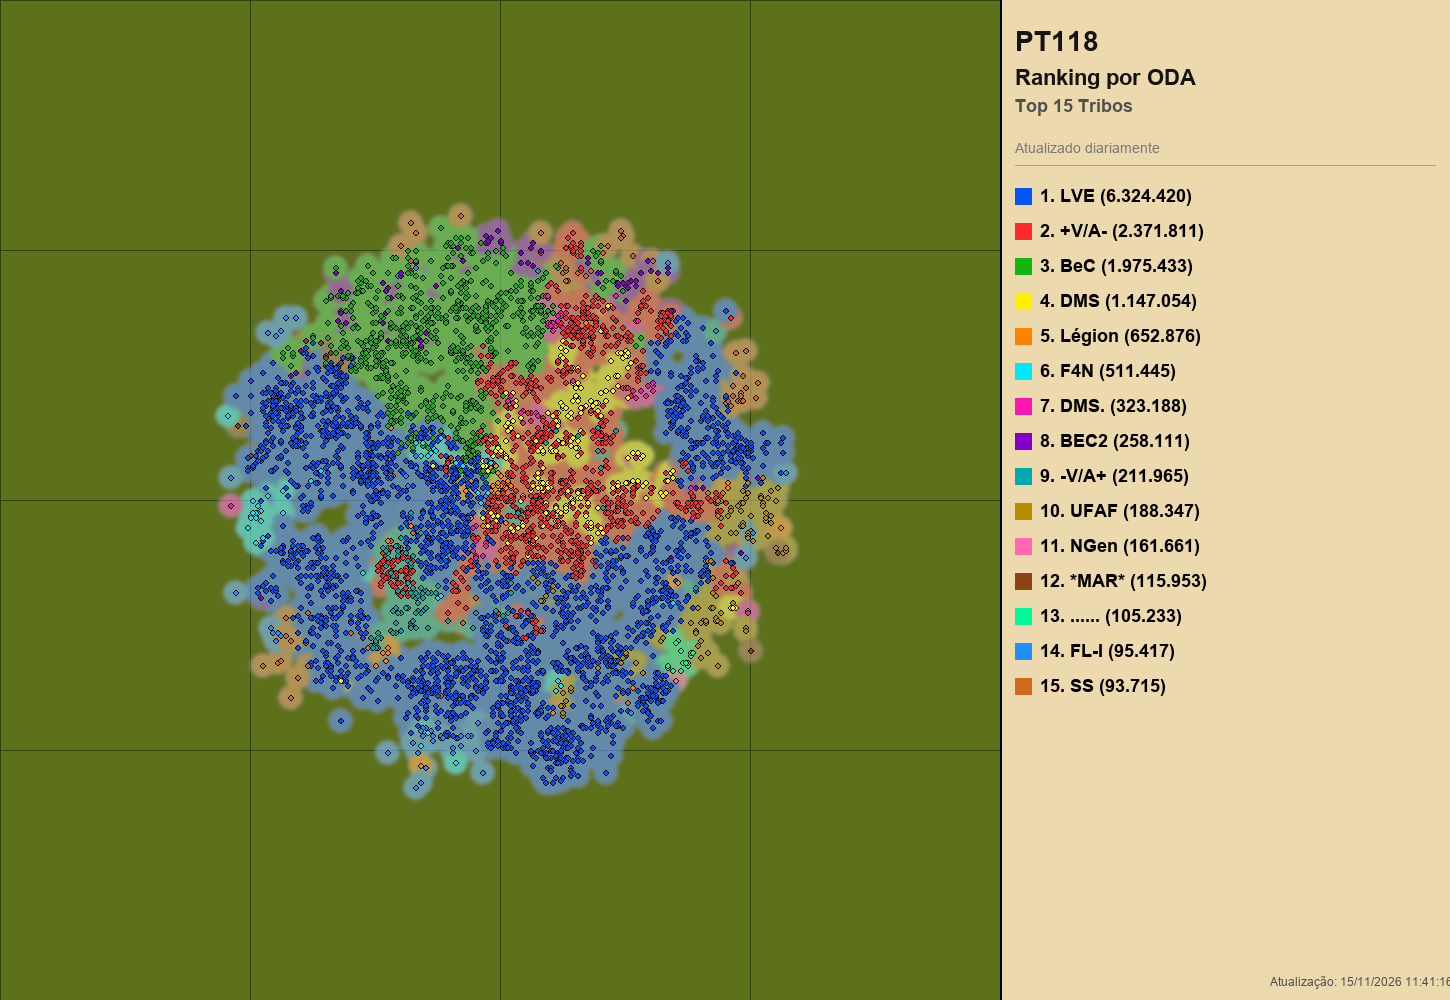 PT118
Ranking por ODA
Top 15 Tribos
Atualizado diariamente
1. LVE (6.324.420)
2. +V/A- (2.371.811)
3. BeC (1.975.433)
4. DMS (1.147.054)
5. Légion (652.876)
6. F4N (511.445)
7. DMS. (323.188)
8. BEC2 (258.111)
9. -V/A+ (211.965)
10. UFAF (188.347)
11. NGen (161.661)
12. *MAR* (115.953)
13. ...... (105.233)
14. FL-I (95.417)
15. SS (93.715)
Atualização: 15/11/2026 11:41:16